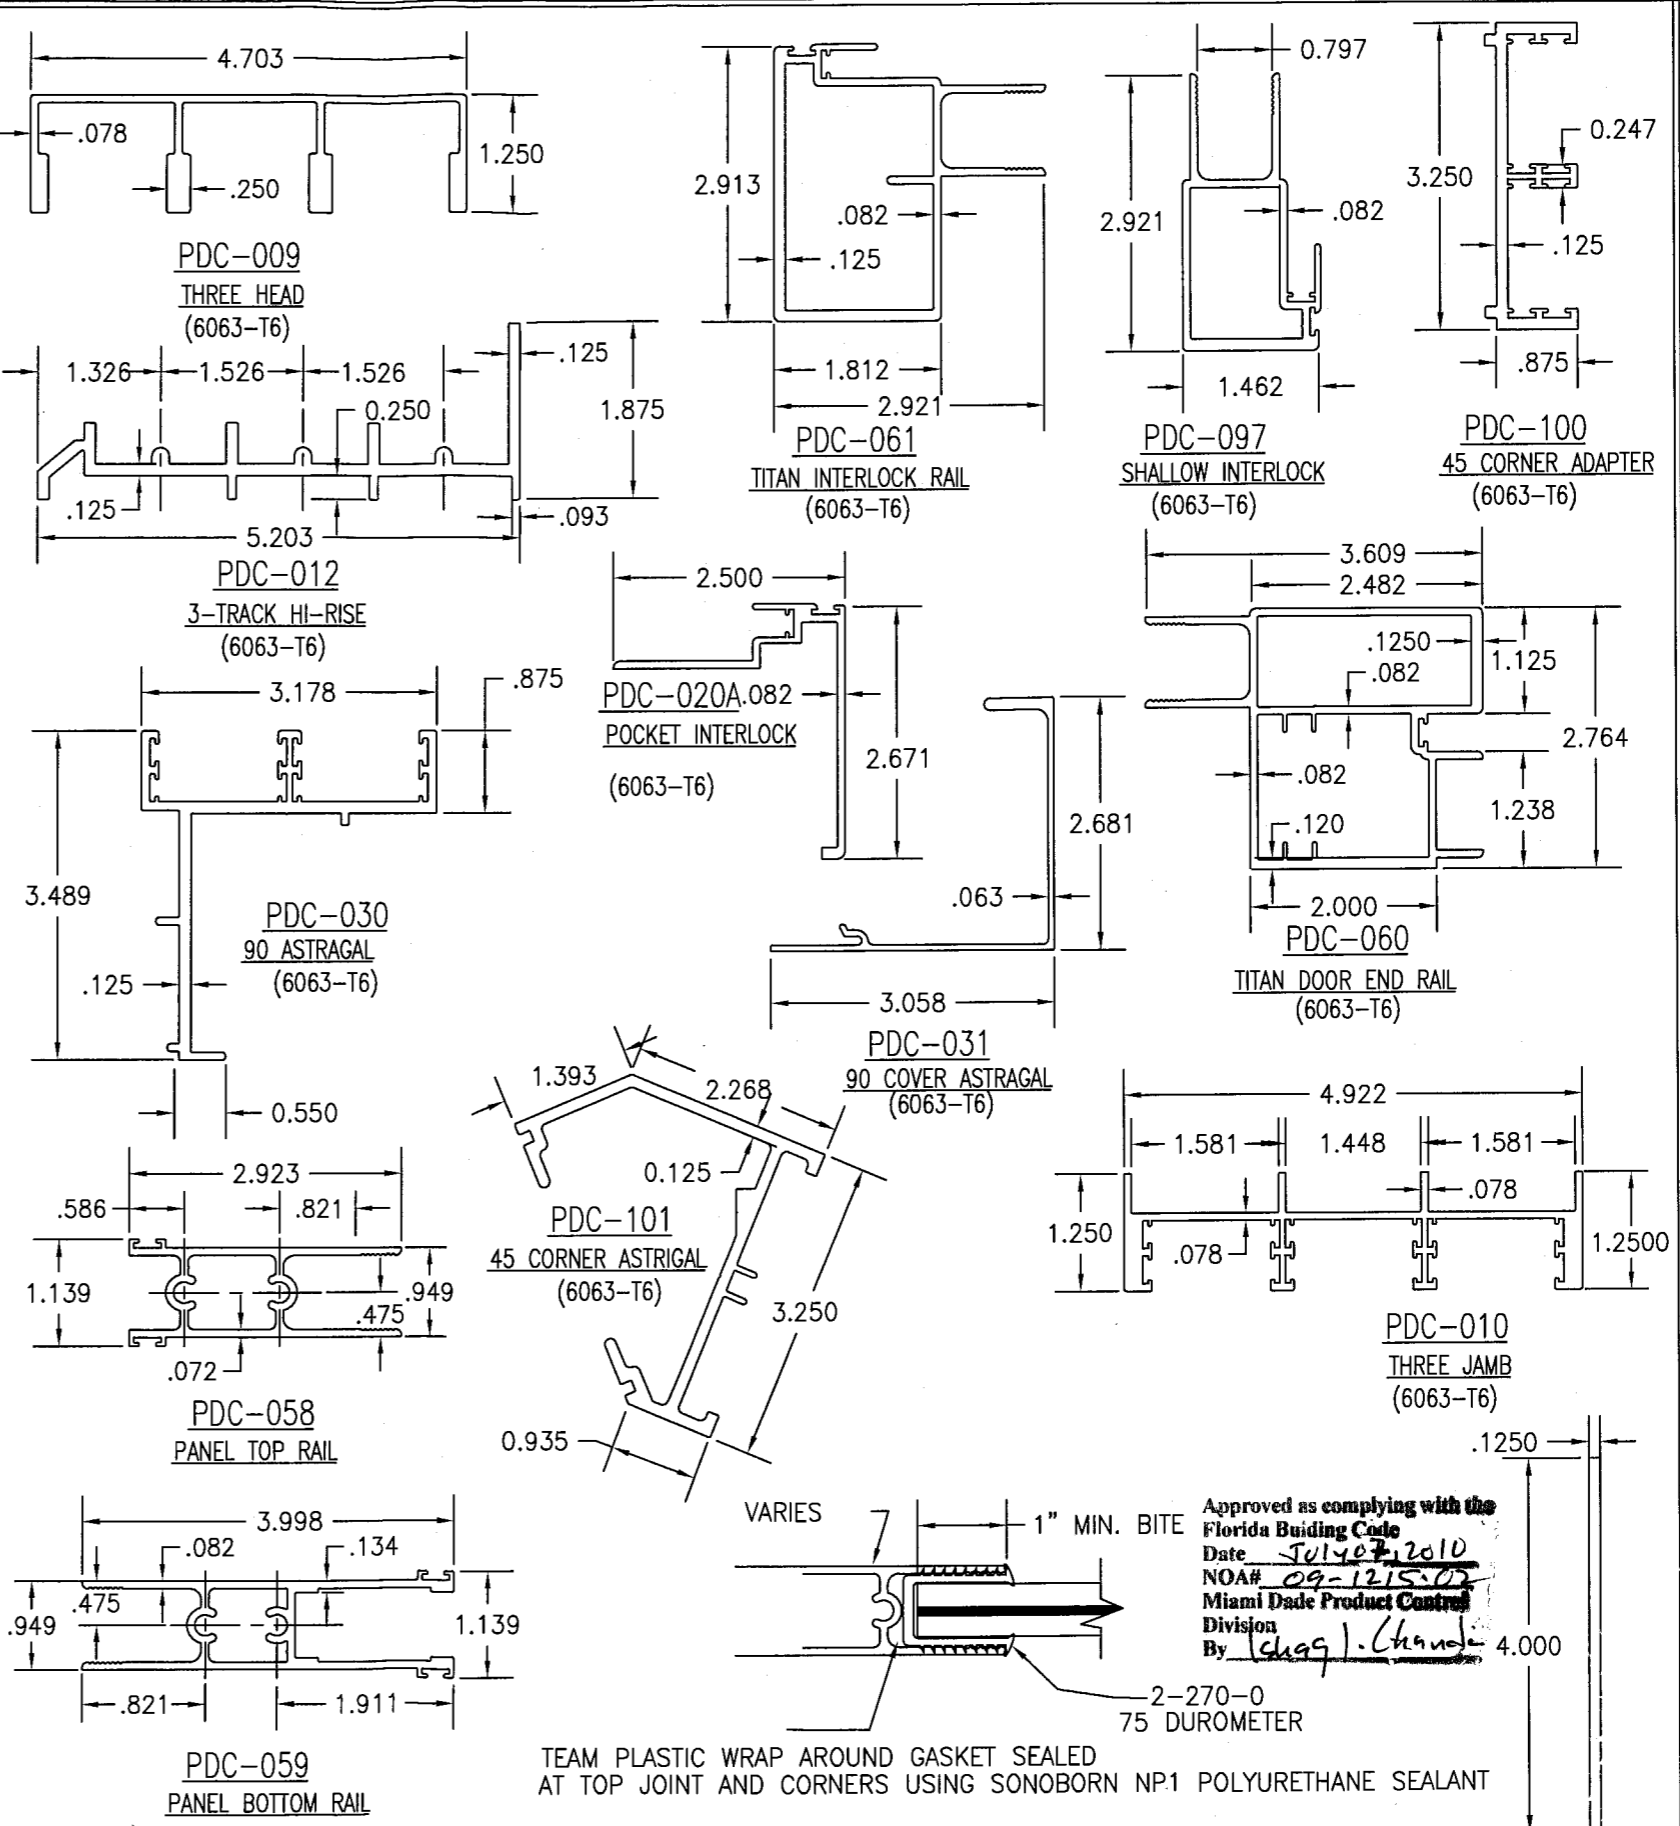 4.703
.078
.250
1.250
PDC-009
THREE HEAD
(6063-T6)
2.913
.082
.125
1.812
2.921
PDC-061
TITAN INTERLOCK RAIL
(6063-T6)
0.797
2.921
.082
1.462
PDC-097
SHALLOW INTERLOCK
(6063-T6)
3.250
0.247
.125
.875
PDC-100
45 CORNER ADAPTER
(6063-T6)
1.326
1.526
1.526
.125
0.250
1.875
.125
.093
5.203
PDC-012
3-TRACK HI-RISE
(6063-T6)
2.500
PDC-020A
.082
POCKET INTERLOCK
(6063-T6)
2.671
3.609
2.482
.1250
.082
1.125
2.764
.082
.120
1.238
2.000
PDC-060
TITAN DOOR END RAIL
(6063-T6)
3.178
.875
3.489
.125
0.550
PDC-030
90 ASTRAGAL
(6063-T6)
2.681
.063
3.058
PDC-031
90 COVER ASTRAGAL
(6063-T6)
1.393
2.268
0.125
PDC-101
45 CORNER ASTRIGAL
(6063-T6)
3.250
0.935
4.922
1.581
1.448
1.581
.078
1.250
.078
1.2500
PDC-010
THREE JAMB
(6063-T6)
2.923
.586
.821
1.139
.949
.475
.072
PDC-058
PANEL TOP RAIL
3.998
.082
.134
.475
.949
1.139
.821
1.911
PDC-059
PANEL BOTTOM RAIL
VARIES
1" MIN. BITE
2-270-0
75 DUROMETER
TEAM PLASTIC WRAP AROUND GASKET SEALED
AT TOP JOINT AND CORNERS USING SONOBORN NP.1 POLYURETHANE SEALANT
Approved as complying with the
Florida Buiding Code
Date July 07, 2010
NOA# 09-1215.02
Miami Dade Product Control
Division
By
.1250
4.000